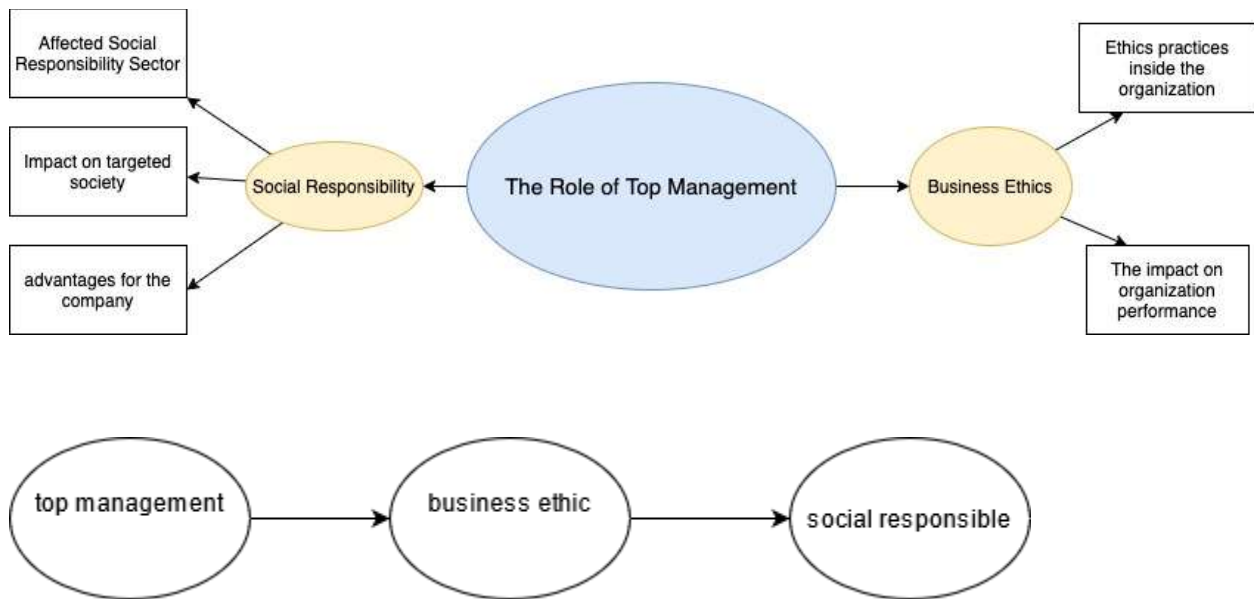 Affected Social
Responsibility Sector
Impact on targeted
society
advantages for the
company
Social Responsibility
The Role of Top Management
Business Ethics
Ethics practices
inside the
organization
The impact on
organization
performance
top management
business ethic
social responsible